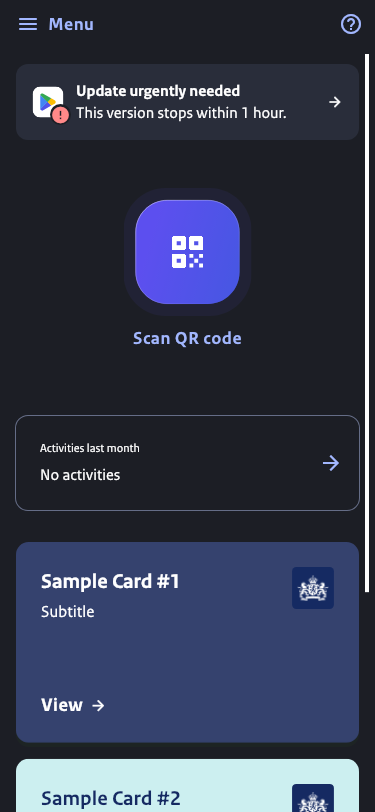 Menu
Update urgently needed
This version stops within 1 hour.
Scan QR code
Activities last month
No activities
Sample Card #1
Subtitle
View
Sample Card #2